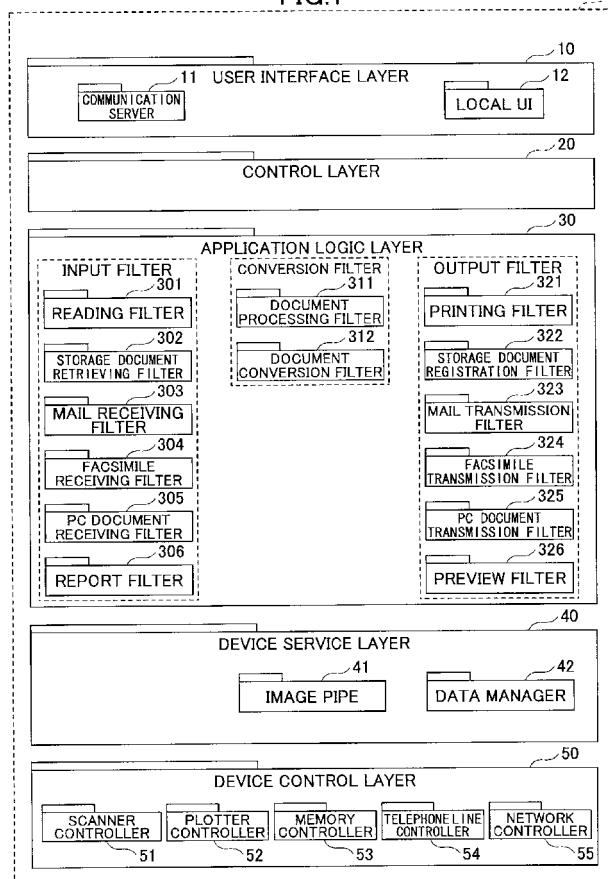 FIG.1
10
USER INTERFACE LAYER
11
12
COMMUNICATION
SERVER
LOCAL UI
20
CONTROL LAYER
30
APPLICATION LOGIC LAYER
INPUT FILTER
301
READING FILTER
302
STORAGE DOCUMENT
RETRIEVING FILTER
303
MAIL RECEIVING
FILTER
304
FACSIMILE
RECEIVING FILTER
305
PC DOCUMENT
RECEIVING FILTER
306
REPORT FILTER
CONVERSION FILTER
311
DOCUMENT
PROCESSING FILTER
312
DOCUMENT
CONVERSION FILTER
OUTPUT FILTER
321
PRINTING FILTER
322
STORAGE DOCUMENT
REGISTRATION FILTER
323
MAIL TRANSMISSION
FILTER
324
FACSIMILE
TRANSMISSION FILTER
325
PC DOCUMENT
TRANSMISSION FILTER
326
PREVIEW FILTER
40
DEVICE SERVICE LAYER
41
42
IMAGE PIPE
DATA MANAGER
50
DEVICE CONTROL LAYER
SCANNER
CONTROLLER
51
PLOTTER
CONTROLLER
52
MEMORY
CONTROLLER
53
TELEPHONE LINE
CONTROLLER
54
NETWORK
CONTROLLER
55